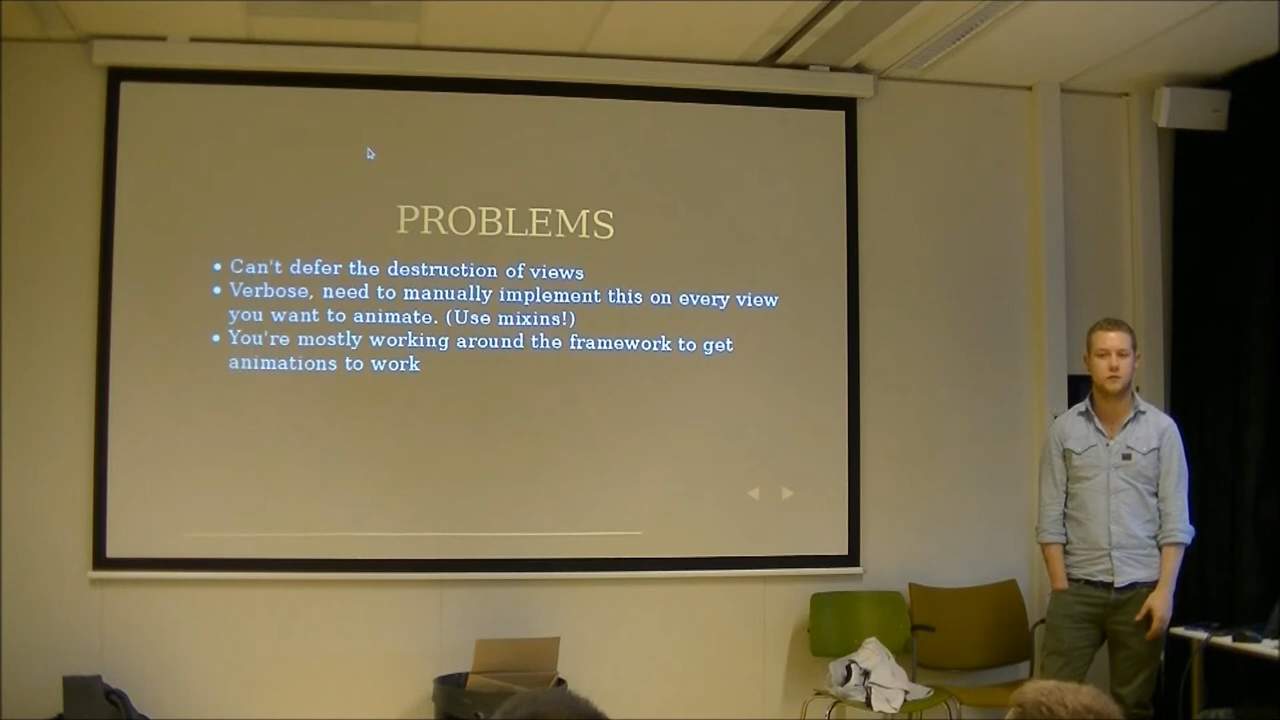 PROBLEMS
• Can't defer the destruction of views
• Verbose, need to manually implement this on every view
you want to animate. (Use mixins!)
• You're mostly working around the framework to get
animations to work